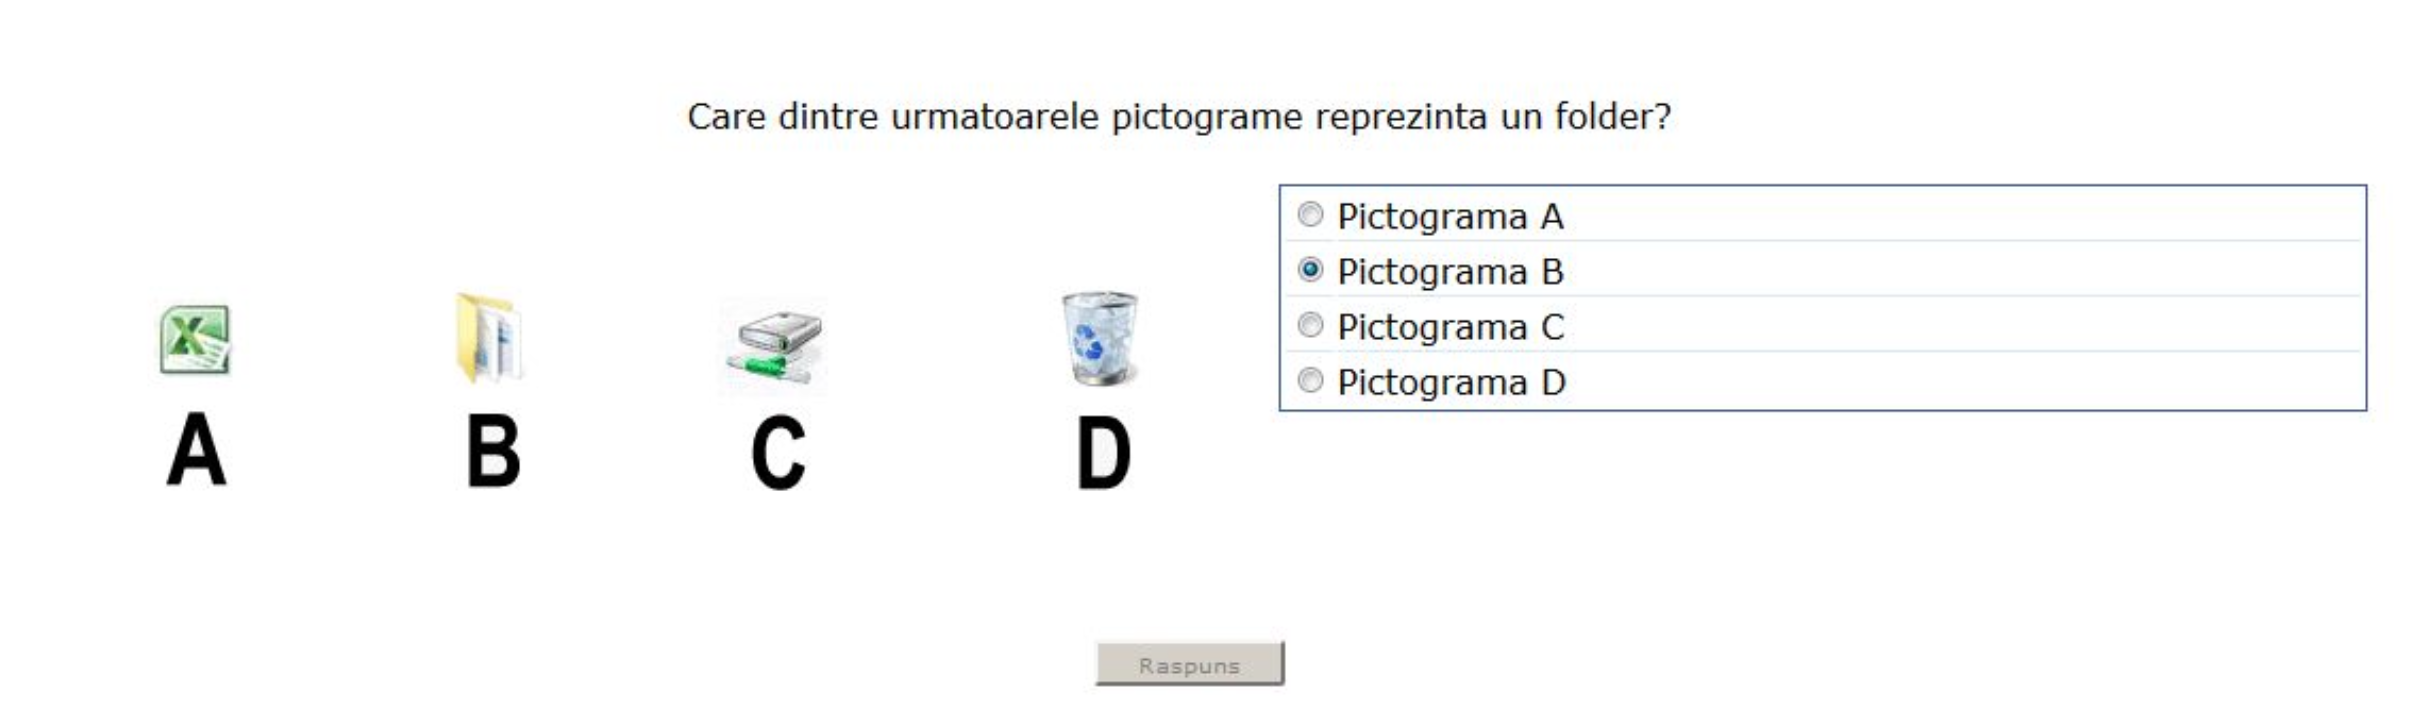 Care dintre urmatoarele pictograme reprezinta un folder?
Pictograma A
Pictograma B
Pictograma C
Pictograma D
A B C D
Raspuns